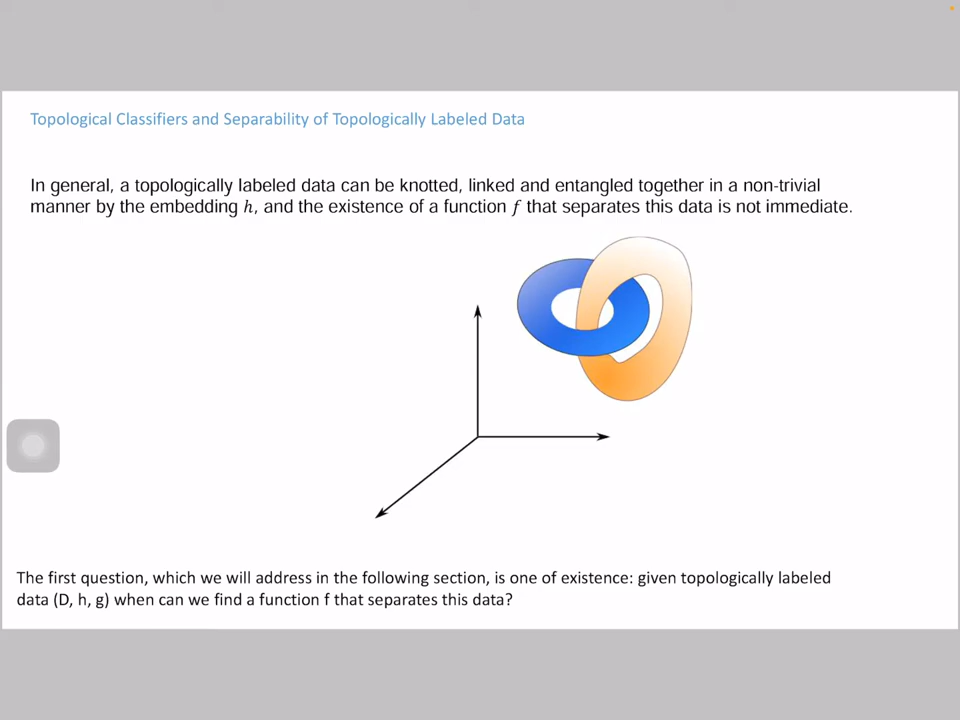 Topological Classifiers and Separability of Topologically Labeled Data
In general, a topologically labeled data can be knotted, linked and entangled together in a non-trivial
manner by the embedding h, and the existence of a function f that separates this data is not immediate.
The first question, which we will address in the following section, is one of existence: given topologically labeled
data (D, h, g) when can we find a function f that separates this data?